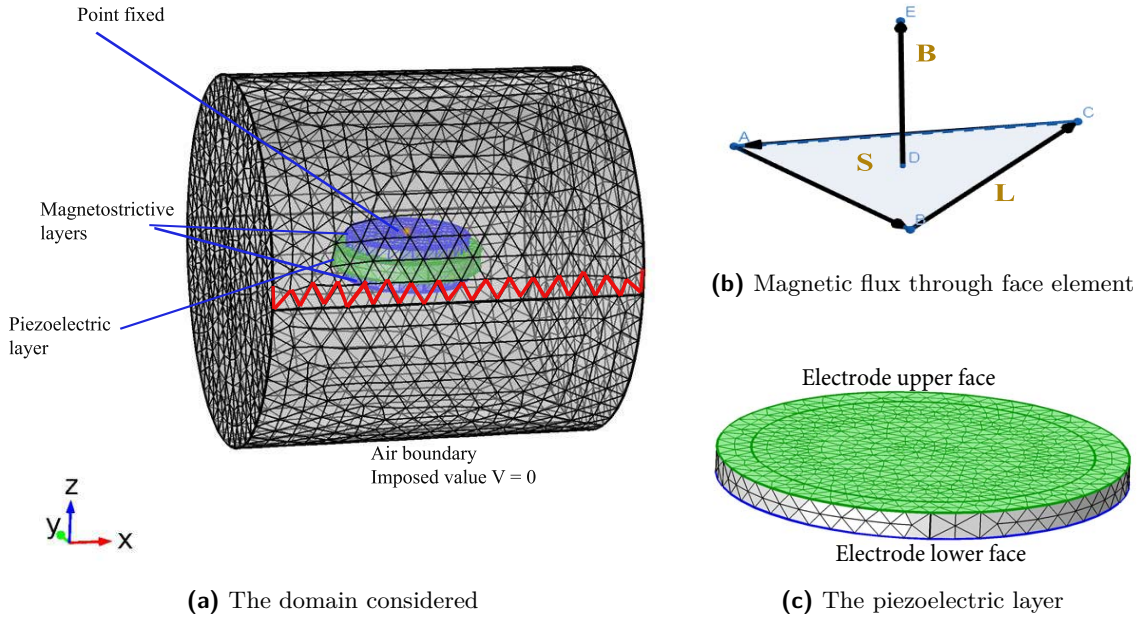 Point fixed
Magnetostrictive
layers
Piezoelectric
layer
Air boundary
Imposed value V = 0
z
y
x
(a) The domain considered
E
B
A
C
S
D
L
B
(b) Magnetic flux through face element
Electrode upper face
Electrode lower face
(c) The piezoelectric layer